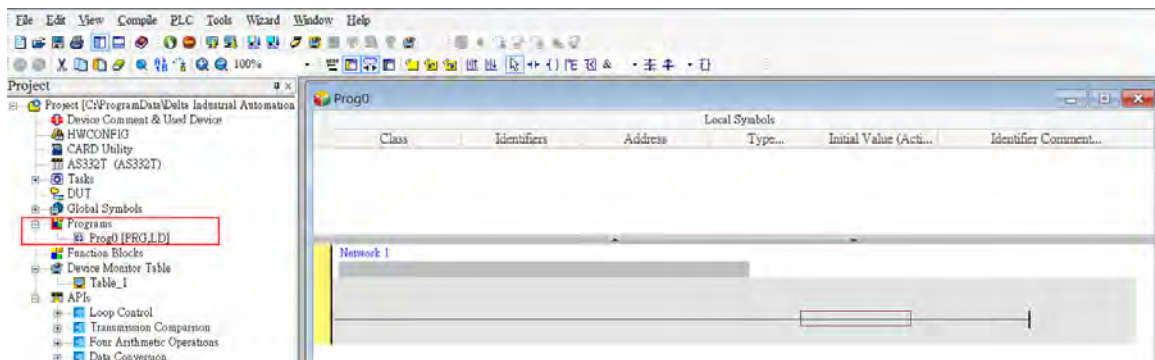 File Edit View Compile PLC Tools Wizard Window Help
100%
Project
Project [C:\ProgramData\Delta Industrial Automation
Device Comment & Used Device
HWCONFIG
CARD Utility
AS332T (AS332T)
Tasks
DUT
Global Symbols
Programs
Prog0 [PRG,LD]
Function Blocks
Device Monitor Table
Table_1
APIs
Loop Control
Transmission Comparison
Four Arithmetic Operations
Data Conversion
Prog0
Local Symbols
Class Identifiers Address Type... Initial Value (Acti... Identifier Comment...
Network 1